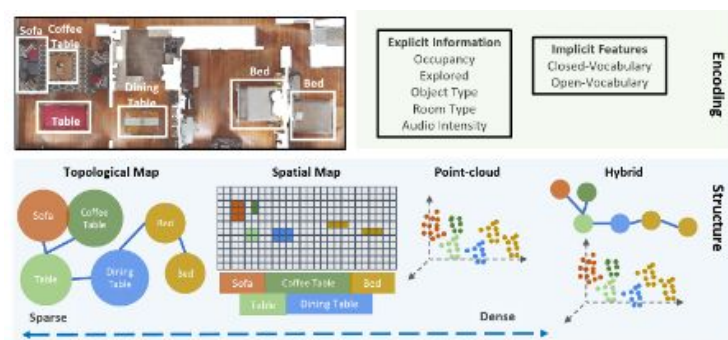 Sofa
Coffee
Table
Dining
Table
Table
Bed
Bed
Explicit Information
Occupancy
Explored
Object Type
Room Type
Audio Intensity
Implicit Features
Closed-Vocabulary
Open-Vocabulary
Encoding
Topological Map
Spatial Map
Point-cloud
Hybrid
Sofa
Coffee
Table
Bed
Table
Dining
Table
Bed
Sofa
Coffee Table
Bed
Table
Dining Table
Sparse
Dense
Structure